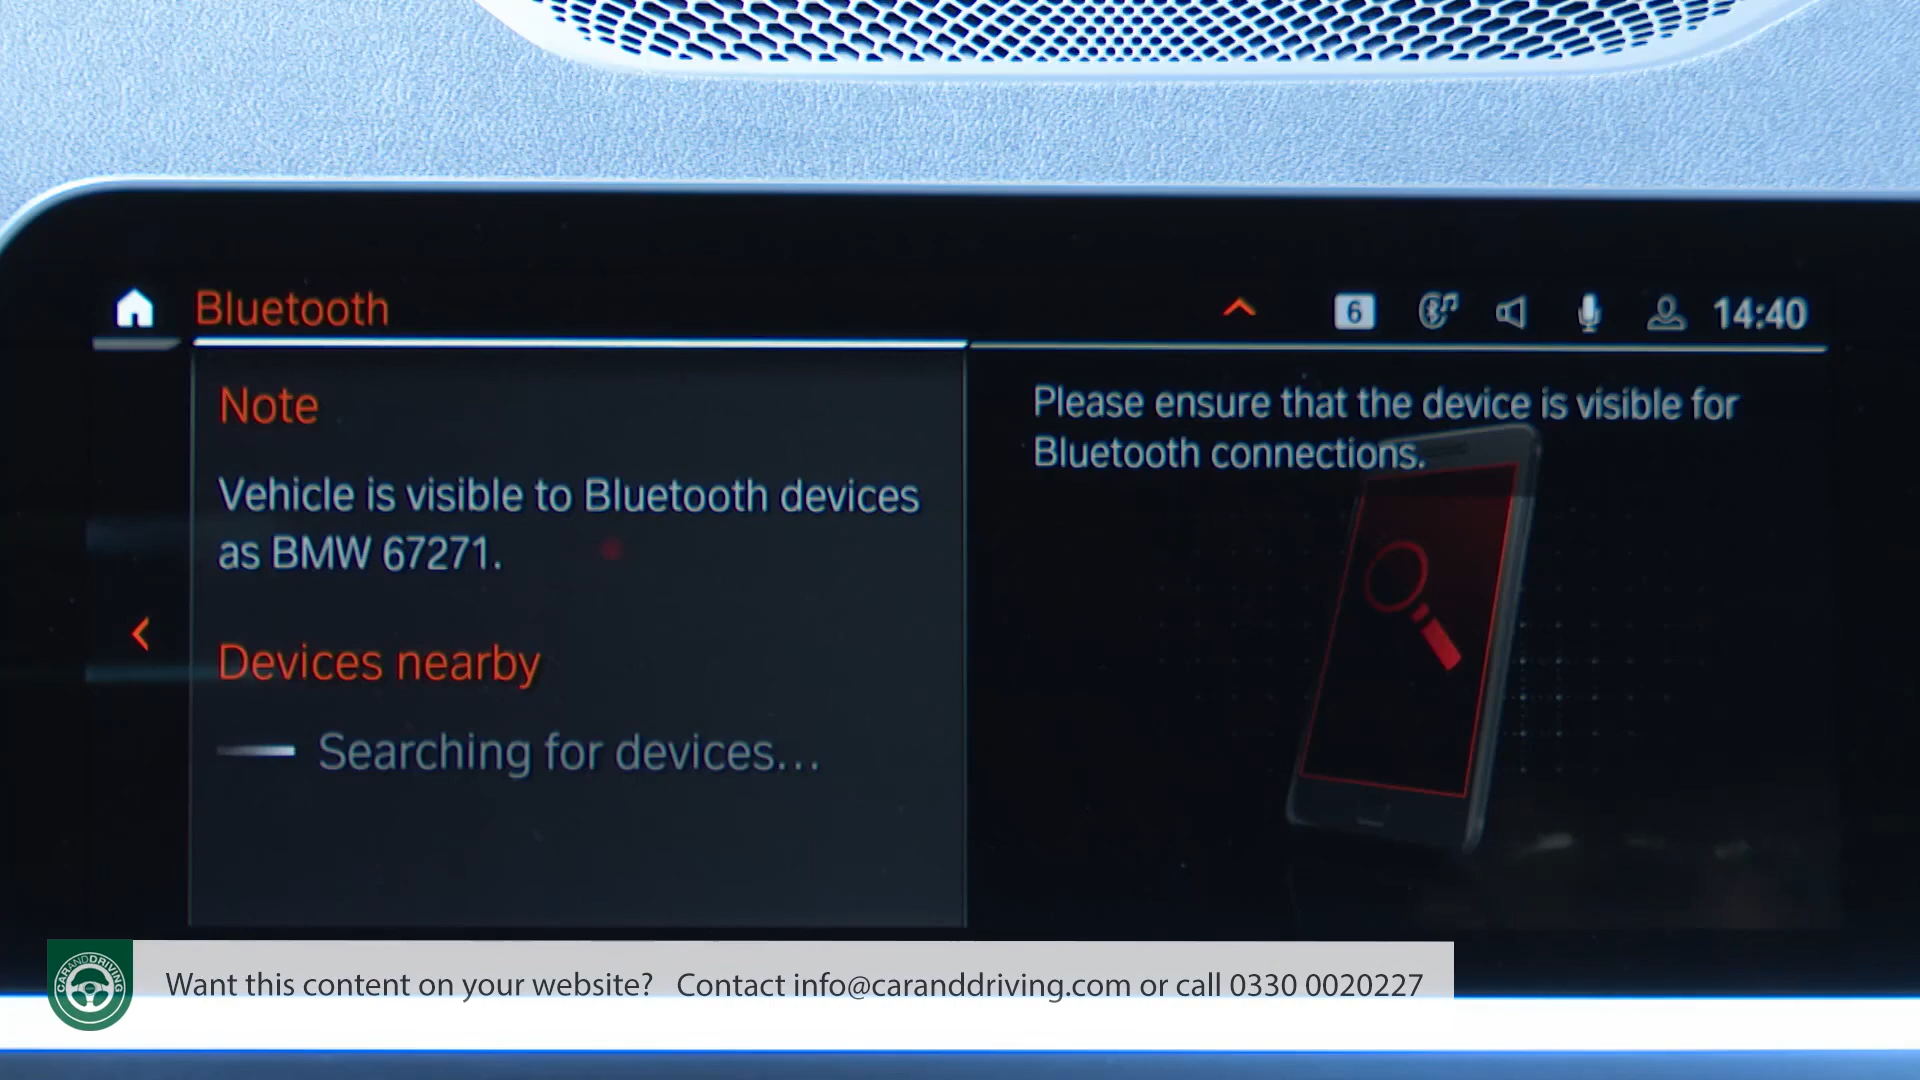 Bluetooth
6
14:40
Note
Vehicle is visible to Bluetooth devices
as BMW 67271.
Devices nearby
Searching for devices...
Please ensure that the device is visible for
Bluetooth connections.
CARANDDRIVING
Want this content on your website? Contact info@caranddriving.com or call 0330 0020227